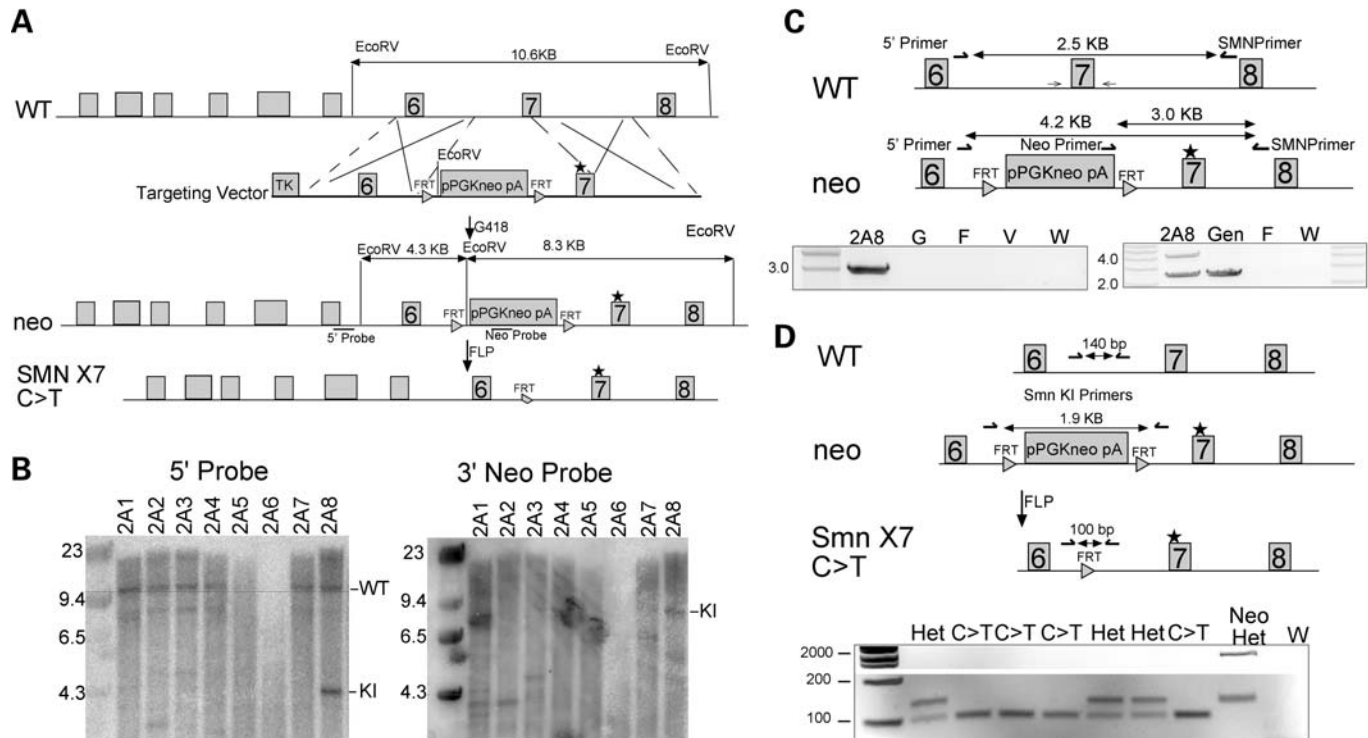 A
EcoRV
10.6KB
EcoRV
WT
6
7
8
EcoRV
Targeting Vector
TK
6
FRT
pPGKneo pA
FRT
7
G418
EcoRV 4.3 KB
EcoRV
8.3 KB
EcoRV
neo
6
FRT
pPGKneo pA
FRT
7
8
5' Probe
Neo Probe
FLP
SMN X7
C>T
6
FRT
7
8
B
5' Probe
2A1 2A2 2A3 2A4 2A5 2A6 2A7 2A8
23
9.4
6.5
4.3
–WT
–KI
3' Neo Probe
2A1 2A2 2A3 2A4 2A5 2A6 2A7 2A8
23
9.4
6.5
4.3
–KI
C
5' Primer
2.5 KB
SMNPrimer
WT
6
7
8
4.2 KB
3.0 KB
5' Primer
Neo Primer
SMNPrimer
neo
6
FRT
pPGKneo pA
FRT
7
8
2A8 G F V W
3.0
2A8 Gen F W
4.0
2.0
D
WT
6
140 bp
7
8
Smn KI Primers
1.9 KB
neo
6
FRT
pPGKneo pA
FRT
7
8
FLP
Smn X7
C>T
6
100 bp
FRT
7
8
Het C>T C>T C>T Het Het C>T Neo Het W
2000
200
100